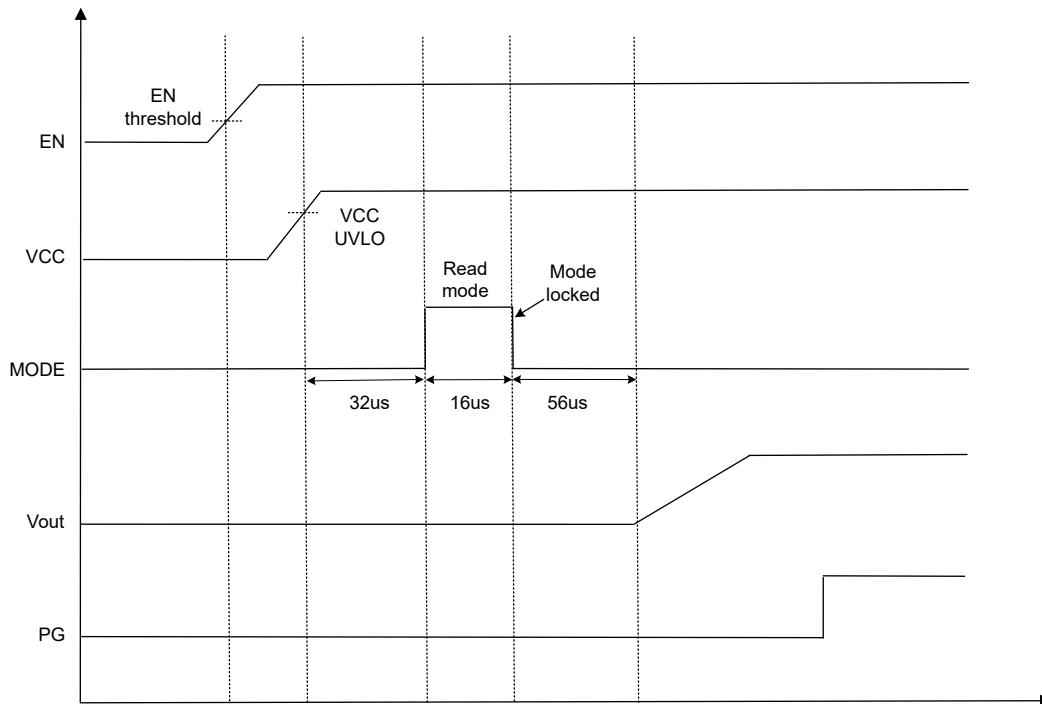 EN
threshold
EN
VCC
UVLO
VCC
Read
mode
Mode
locked
MODE
32us
16us
56us
Vout
PG